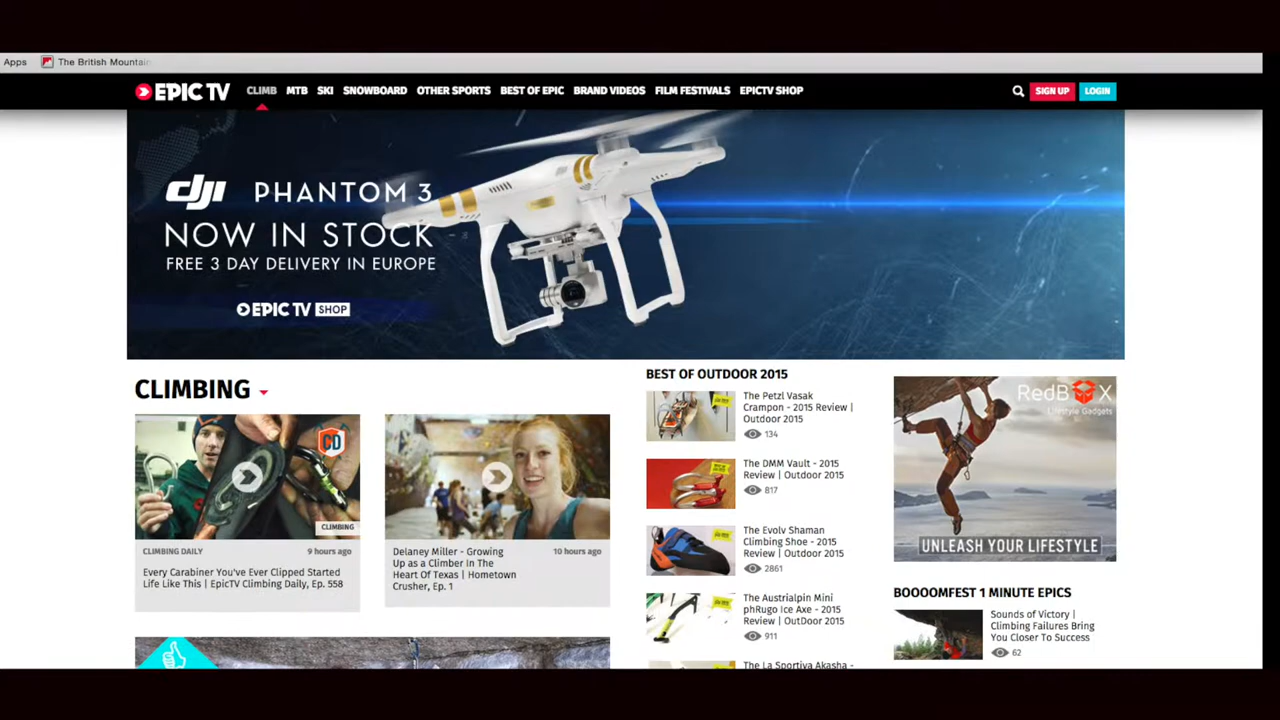 Apps The British Mountain
EPIC TV CLIMB MTB SKI SNOWBOARD OTHER SPORTS BEST OF EPIC BRAND VIDEOS FILM FESTIVALS EPICTV SHOP SIGN UP LOGIN
dji PHANTOM 3
NOW IN STOCK
FREE 3 DAY DELIVERY IN EUROPE
EPIC TV SHOP
CLIMBING
CD
CLIMBING
CLIMBING DAILY 9 hours ago
Every Carabiner You've Ever Clipped Started
Life Like This | EpicTV Climbing Daily, Ep. 558
Delaney Miller - Growing 10 hours ago
Up as a Climber In The
Heart Of Texas | Hometown
Crusher, Ep. 1
BEST OF OUTDOOR 2015
The Petzl Vasak
Crampon - 2015 Review |
Outdoor 2015
134
The DMM Vault - 2015
Review | Outdoor 2015
817
The Evolv Shaman
Climbing Shoe - 2015
Review | Outdoor 2015
2861
The Austrialpin Mini
phRugo Ice Axe - 2015
Review | OutDoor 2015
911
The La Sportiva Akasha -
RedBOX
Lifestyle Gadgets
UNLEASH YOUR LIFESTYLE
BOOOOMFEST 1 MINUTE EPICS
Sounds of Victory |
Climbing Failures Bring
You Closer To Success
62